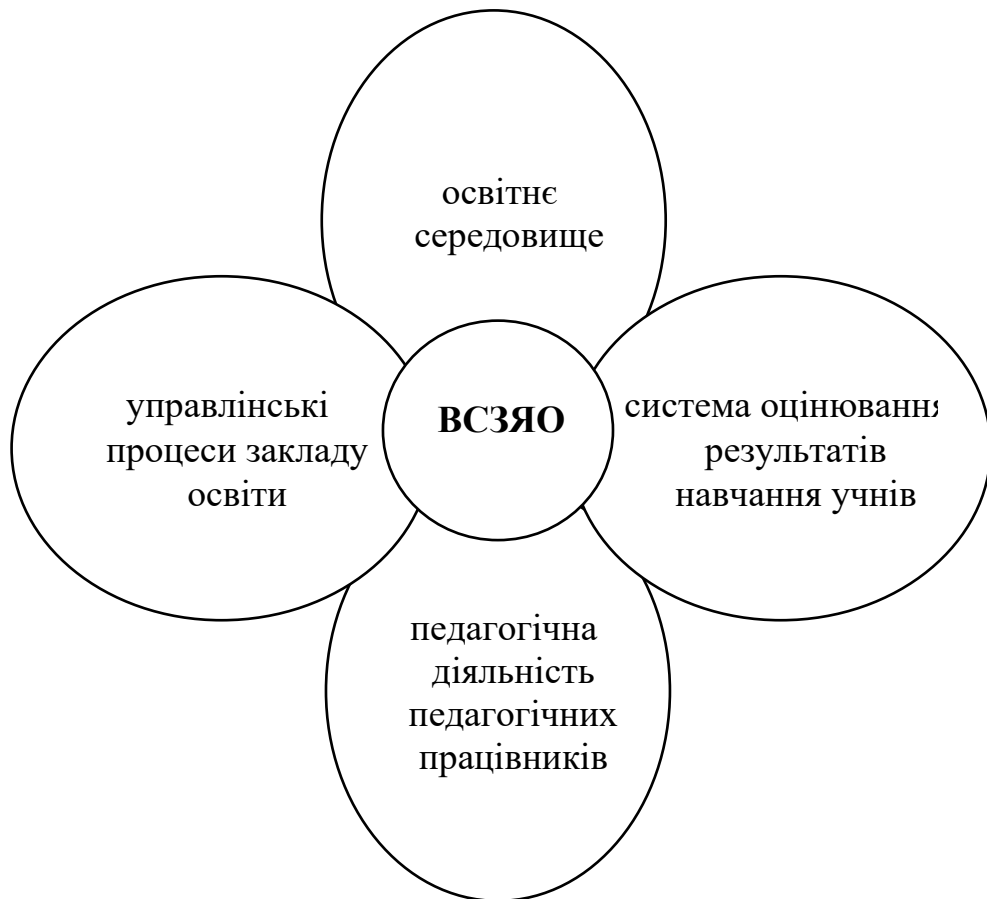 освітнє
середовище
управлінські
процеси закладу
освіти
ВСЗЯО
система оцінювання
результатів
навчання учнів
педагогічна
діяльність
педагогічних
працівників